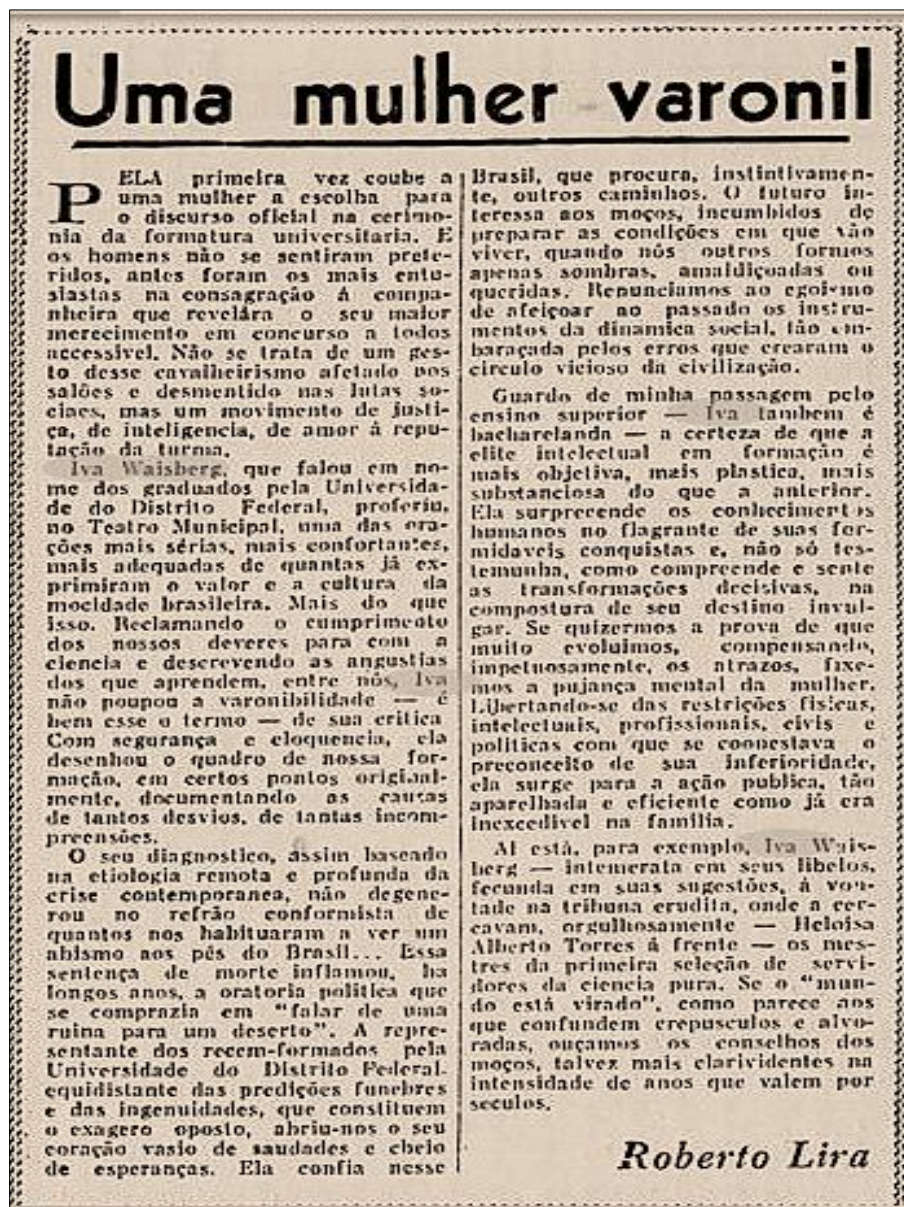 Uma mulher varonil
PELA primeira vez coube a
uma mulher a escolha para
o discurso oficial na cerimo-
nia da formatura universitaria. E
os homens não se sentiram prete-
ridos, antes foram os mais entu-
siastas na consagração á compa-
nheira que revelára o seu maior
merecimento em concurso a todos
accessivel. Não se trata de um ges-
to desse cavalheirismo afetado nos
salões e desmentido nas lutas so-
ciaes, mas um movimento de justi-
ça, de inteligencia, de amor á repu-
tação da turma.
Iva Waisberg, que falou em no-
me dos graduados pela Universida-
de do Distrito Federal, proferiu,
no Teatro Municipal, uma das ora-
ções mais sérias, mais confortantes,
mais adequadas de quantas já ex-
primiram o valor e a cultura da
mocidade brasileira. Mais do que
isso. Reclamando o cumprimento
dos nossos deveres para com a
ciencia e descrevendo as angustias
dos que aprendem, entre nós, Iva
não poupou a varonibilidade — é
bem esse o termo — de sua critica
Com segurança e eloquencia, ela
desenhou o quadro de nossa for-
mação, em certos pontos original-
mente, documentando as causas
de tantos desvios, de tantas incom-
preensões.
O seu diagnostico, assim baseado
na etiologia remota e profunda da
crise contemporanea, não degene-
rou no refrão conformista de
quantos nos habituaram a ver um
abismo aos pés do Brasil... Essa
sentença de morte inflamou, ha
longos anos, a oratoria politica que
se comprazia em "falar de uma
ruina para um deserto". A repre-
sentante dos recem-formados pela
Universidade do Distrito Federal,
equidistante das predições funebres
e das ingenuidades, que constituem
o exagero oposto, abriu-nos o seu
coração vasio de saudades e cheio
de esperanças. Ela confia nesse
Brasil, que procura, instintivamen-
te, outros caminhos. O futuro in-
teressa aos moços, incumbidos de
preparar as condições em que vão
viver, quando nós outros formos
apenas sombras, amaldiçoadas ou
queridas. Renunciamos ao egoismo
de afeiçoar ao passado os instru-
mentos da dinamica social, tão em-
baraçada pelos erros que crearam o
circulo vicioso da civilização.
Guardo de minha passagem pelo
ensino superior — Iva tambem é
bacharelanda — a certeza de que a
elite intelectual em formação é
mais objetiva, mais plastica, mais
substanciosa do que a anterior.
Ela surpreende os conhecimentos
humanos no flagrante de suas for-
midaveis conquistas e, não só tes-
temunha, como compreende e sente
as transformações decisivas, na
compostura de seu destino invul-
gar. Se quizermos a prova de que
muito evoluimos, compensando,
impetuosamente, os atrazos, fixe-
mos a pujança mental da mulher.
Libertando-se das restrições fisicas,
intelectuais, profissionais, civis e
politicas com que se coonestava o
preconceito de sua inferioridade,
ela surge para a ação publica, tão
aparelhada e eficiente como já era
inexcedivel na familia.
Aí está, para exemplo, Iva Wais-
berg — intemerata em seus libelos,
fecunda em suas sugestões, á von-
tade na tribuna erudita, onde a cer-
cavam, orgulhosamente — Heloisa
Alberto Torres á frente — os mes-
tres da primeira seleção de servi-
dores da ciencia pura. Se o "mun-
do está virado", como parece aos
que confundem crepusculos e alvo-
radas, ouçamos os conselhos dos
moços, talvez mais clarividentes na
intensidade de anos que valem por
seculos.
Roberto Lira